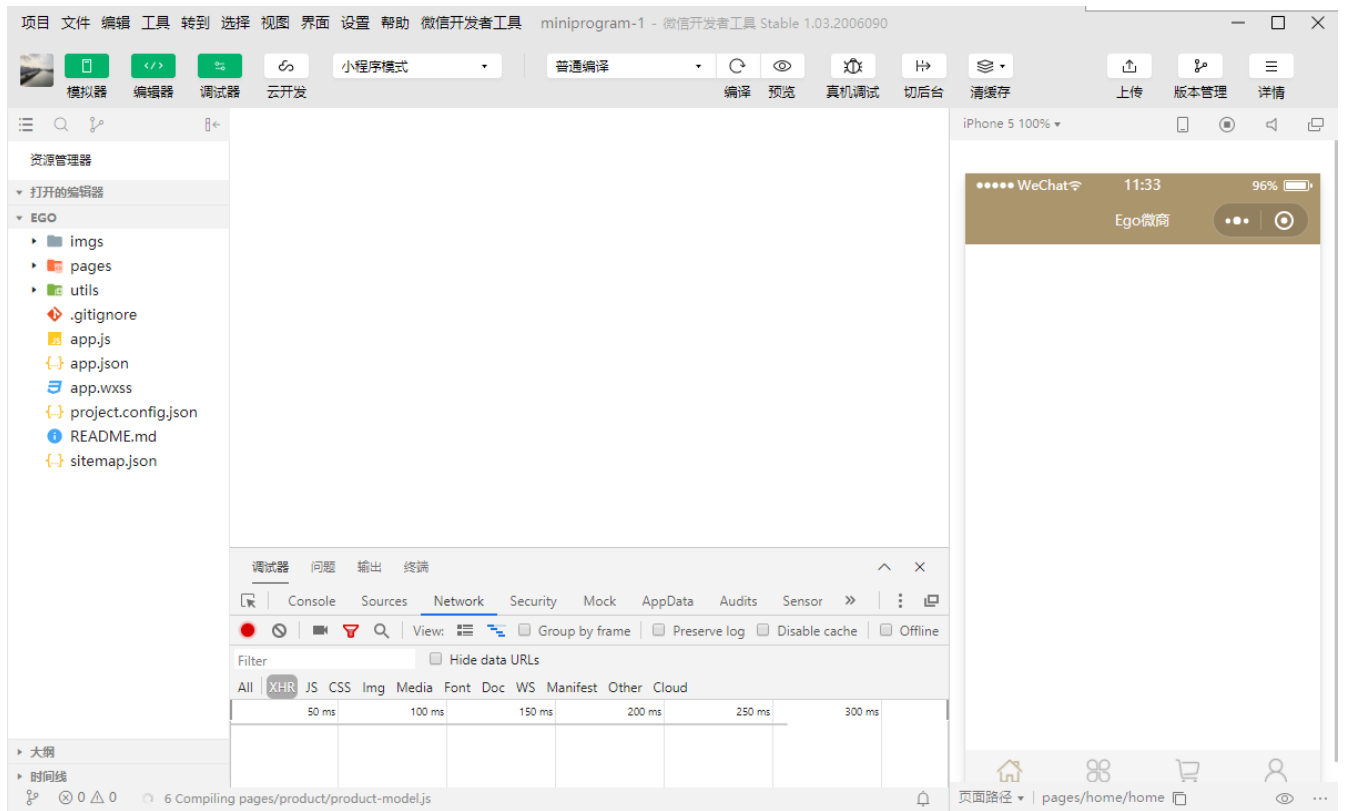 项目 文件 编辑 工具 转到 选择 视图 界面 设置 帮助 微信开发者工具 miniprogram-1 - 微信开发者工具 Stable 1.03.2006090
小程序模式 普通编译
模拟器 编辑器 调试器 云开发 编译 预览 真机调试 切后台 清缓存 上传 版本管理 详情
iPhone 5 100%
资源管理器
打开的编辑器
EGO
imgs
pages
utils
.gitignore
app.js
app.json
app.wxss
project.config.json
README.md
sitemap.json
大纲
时间线
调试器 问题 输出 终端
Console Sources Network Security Mock AppData Audits Sensor
View: Group by frame Preserve log Disable cache Offline
Filter Hide data URLs
All XHR JS CSS Img Media Font Doc WS Manifest Other Cloud
50 ms 100 ms 150 ms 200 ms 250 ms 300 ms
WeChat 11:33 96%
Ego微商
0 0 6 Compiling pages/product/product-model.js
页面路径 pages/home/home